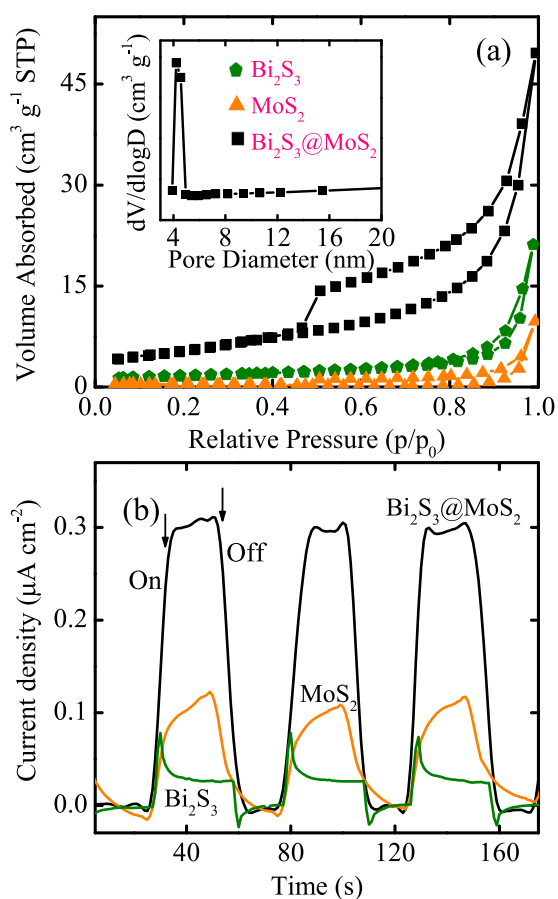 (a)
Bi₂S₃
MoS₂
Bi₂S₃@MoS₂
dV/dlogD (cm³ g⁻¹)
4 8 12 16 20
Pore Diameter (nm)
Volume Absorbed (cm³ g⁻¹ STP)
45
30
15
0
0.0 0.2 0.4 0.6 0.8 1.0
Relative Pressure (p/p₀)
(b)
Bi₂S₃@MoS₂
On
Off
MoS₂
Bi₂S₃
Current density (μA cm⁻²)
0.3
0.2
0.1
0.0
40 80 120 160
Time (s)